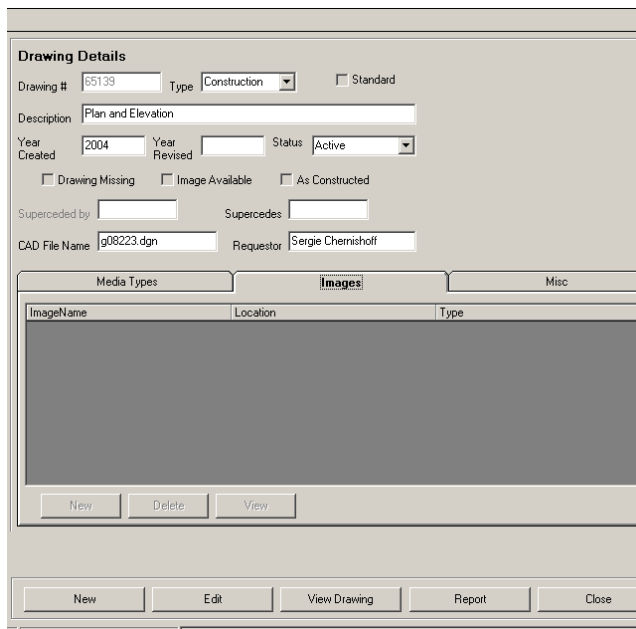 Drawing Details
Drawing # 65139 Type Construction Standard
Description Plan and Elevation
Year Created 2004 Year Revised Status Active
Drawing Missing Image Available As Constructed
Superceded by Supercedes
CAD File Name g08223.dgn Requestor Sergie Chernishoff
Media Types Images Misc
ImageName Location Type
New Delete View
New Edit View Drawing Report Close